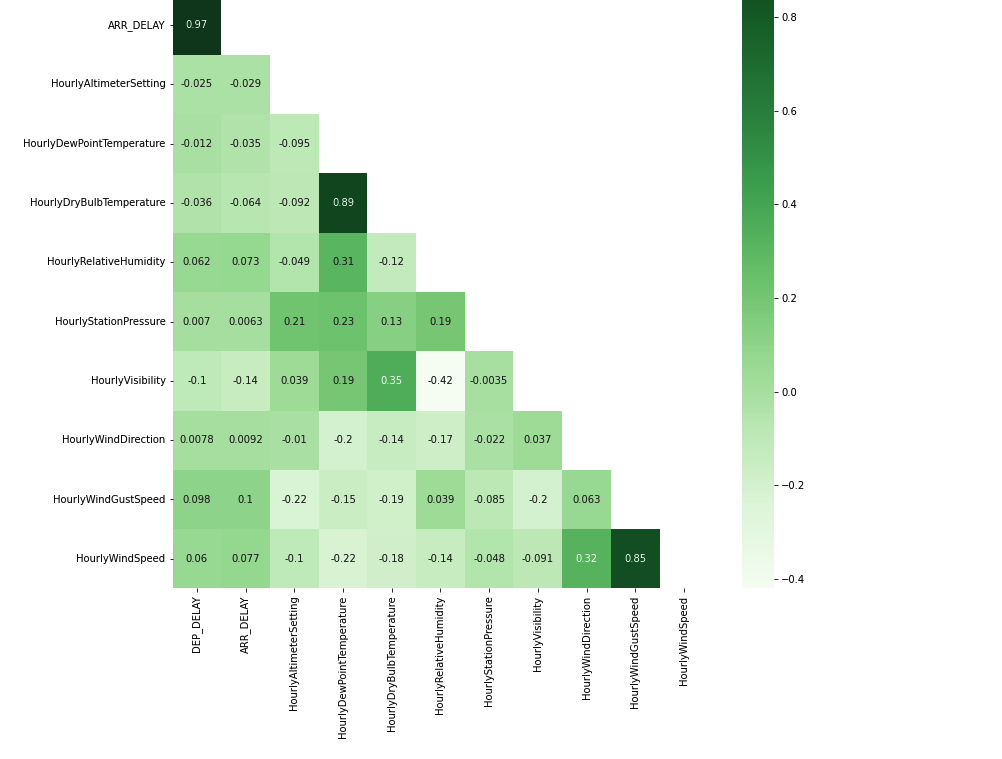 ARR_DELAY 0.97
HourlyAltimeterSetting -0.025 -0.029
HourlyDewPointTemperature -0.012 -0.035 -0.095
HourlyDryBulbTemperature -0.036 -0.064 -0.092 0.89
HourlyRelativeHumidity 0.062 0.073 -0.049 0.31 -0.12
HourlyStationPressure 0.007 0.0063 0.21 0.23 0.13 0.19
HourlyVisibility -0.1 -0.14 0.039 0.19 0.35 -0.42 -0.0035
HourlyWindDirection 0.0078 0.0092 -0.01 -0.2 -0.14 -0.17 -0.022 0.037
HourlyWindGustSpeed 0.098 0.1 -0.22 -0.15 -0.19 0.039 -0.085 -0.2 0.063
HourlyWindSpeed 0.06 0.077 -0.1 -0.22 -0.18 -0.14 -0.048 -0.091 0.32 0.85
DEP_DELAY
ARR_DELAY
HourlyAltimeterSetting
HourlyDewPointTemperature
HourlyDryBulbTemperature
HourlyRelativeHumidity
HourlyStationPressure
HourlyVisibility
HourlyWindDirection
HourlyWindGustSpeed
HourlyWindSpeed
0.8
0.6
0.4
0.2
0.0
−0.2
−0.4